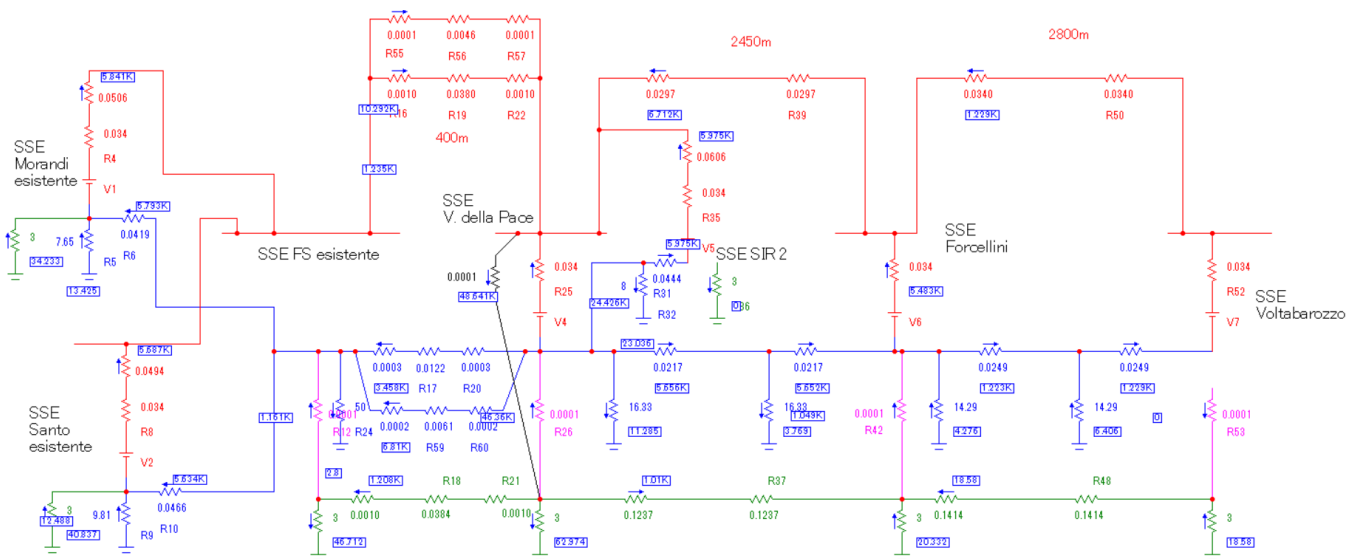 0.0001
0.0046
0.0001
R55
R56
R57
2450m
2800m
5.841K
0.0506
0.0010
0.0380
0.0010
0.0297
0.0297
0.0340
0.0340
10.292K
R16
R19
R22
6.712K
R39
1.229K
R50
0.034
400m
5.975K
SSE
Morandi
esistente
R4
0.0606
1.235K
V1
0.034
SSE
V. della Pace
R35
5.793K
3
7.65
0.0419
34.233
R5
R6
SSE FS esistente
5.975K
V5
SSE SIR 2
SSE
Forcellini
0.0001
0.034
0.0444
0.034
0.034
13.425
48.641K
R25
24.426K
8
R31
R32
3
0
R36
5.483K
R52
SSE
Voltabarozzo
V4
V6
V7
23.036
5.687K
0.0494
0.0003
0.0122
0.0003
0.0217
0.0217
0.0249
0.0249
3.458K
R17
R20
5.656K
5.652K
1.223K
1.229K
0.034
SSE
Santo
esistente
R8
1.161K
0.0001
R12
50
R24
0.0002
0.0061
0.0002
46.36K
0.0001
16.33
16.33
1.049K
0.0001
14.29
14.29
0
0.0001
6.81K
R59
R60
R26
11.285
3.759
R42
4.276
6.406
R53
V2
2.8
5.634K
1.208K
R18
R21
1.01K
R37
18.58
R48
3
12.488
40.837
9.81
0.0466
R9
R10
0.0010
0.0384
0.0010
0.1237
0.1237
0.1414
0.1414
3
3
3
3
46.712
62.974
20.332
18.58